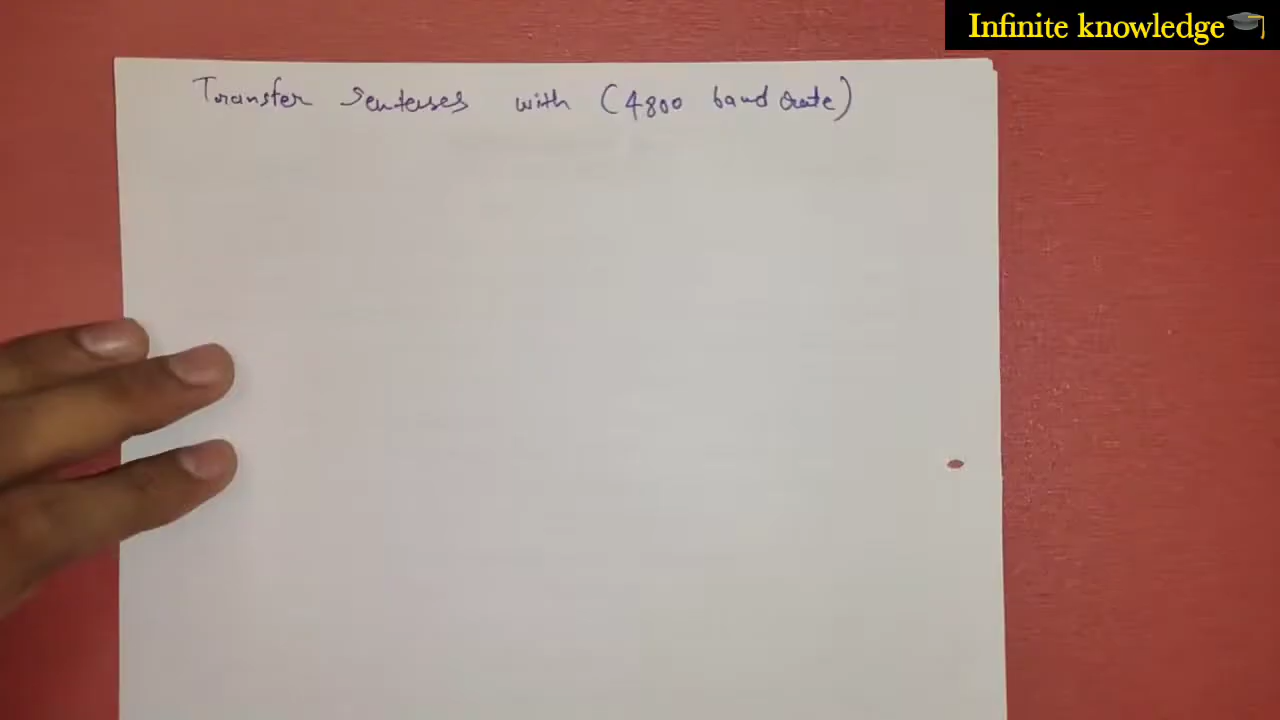 Infinite knowledge🎓
Transfer Sentenses with (4800 baud rate)